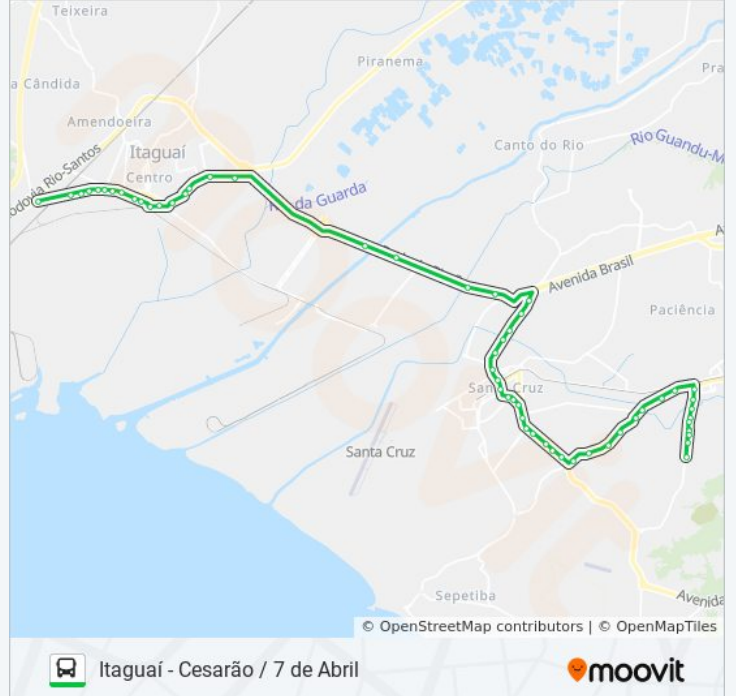 Teixeira
Piranema
Pra
a Cândida
Amendoeira
Canto do Rio
Rio Guandu-M
Itaguaí
Centro
odovia Rio-Santos
da Guarda
A
Avenida Brasil
Paciência
San Cruz
Santa Cruz
Sepetiba
Avenida
© OpenStreetMap contributors | © OpenMapTiles
Itaguaí - Cesarão / 7 de Abril
moovit